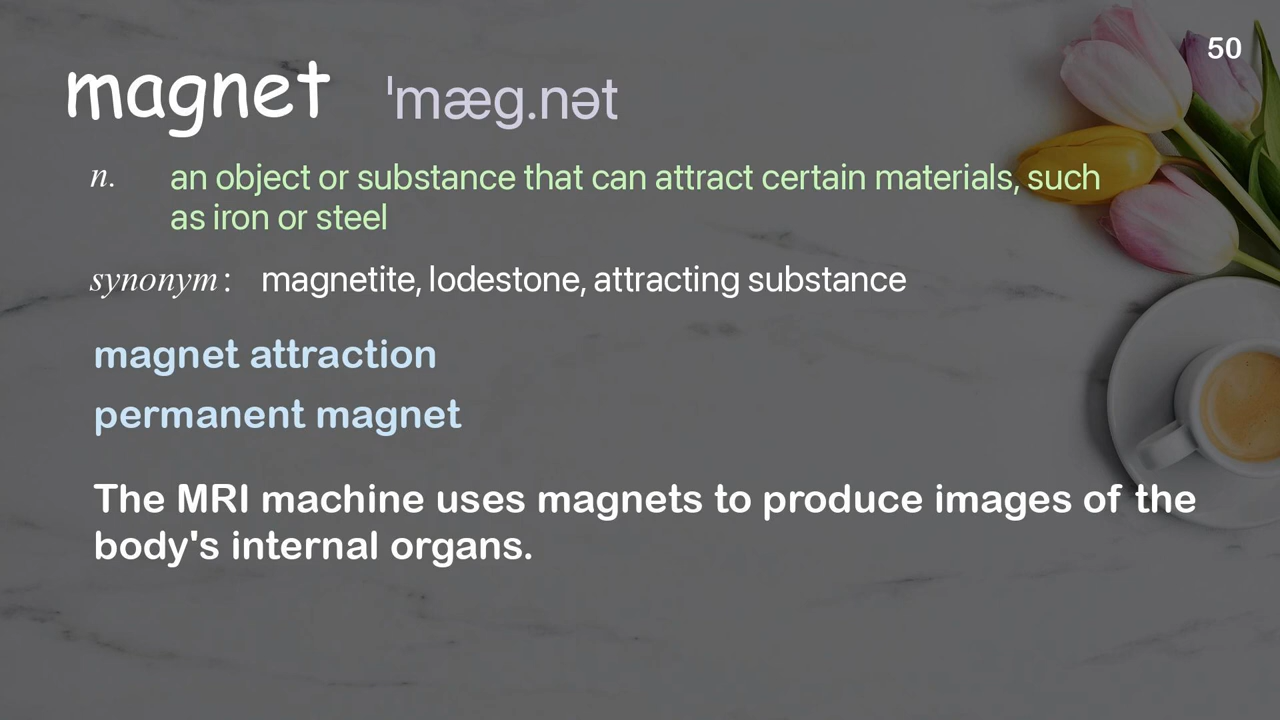 50
magnet ˈmæg.nət
n. an object or substance that can attract certain materials, such
as iron or steel
synonym: magnetite, lodestone, attracting substance
magnet attraction
permanent magnet
The MRI machine uses magnets to produce images of the
body's internal organs.